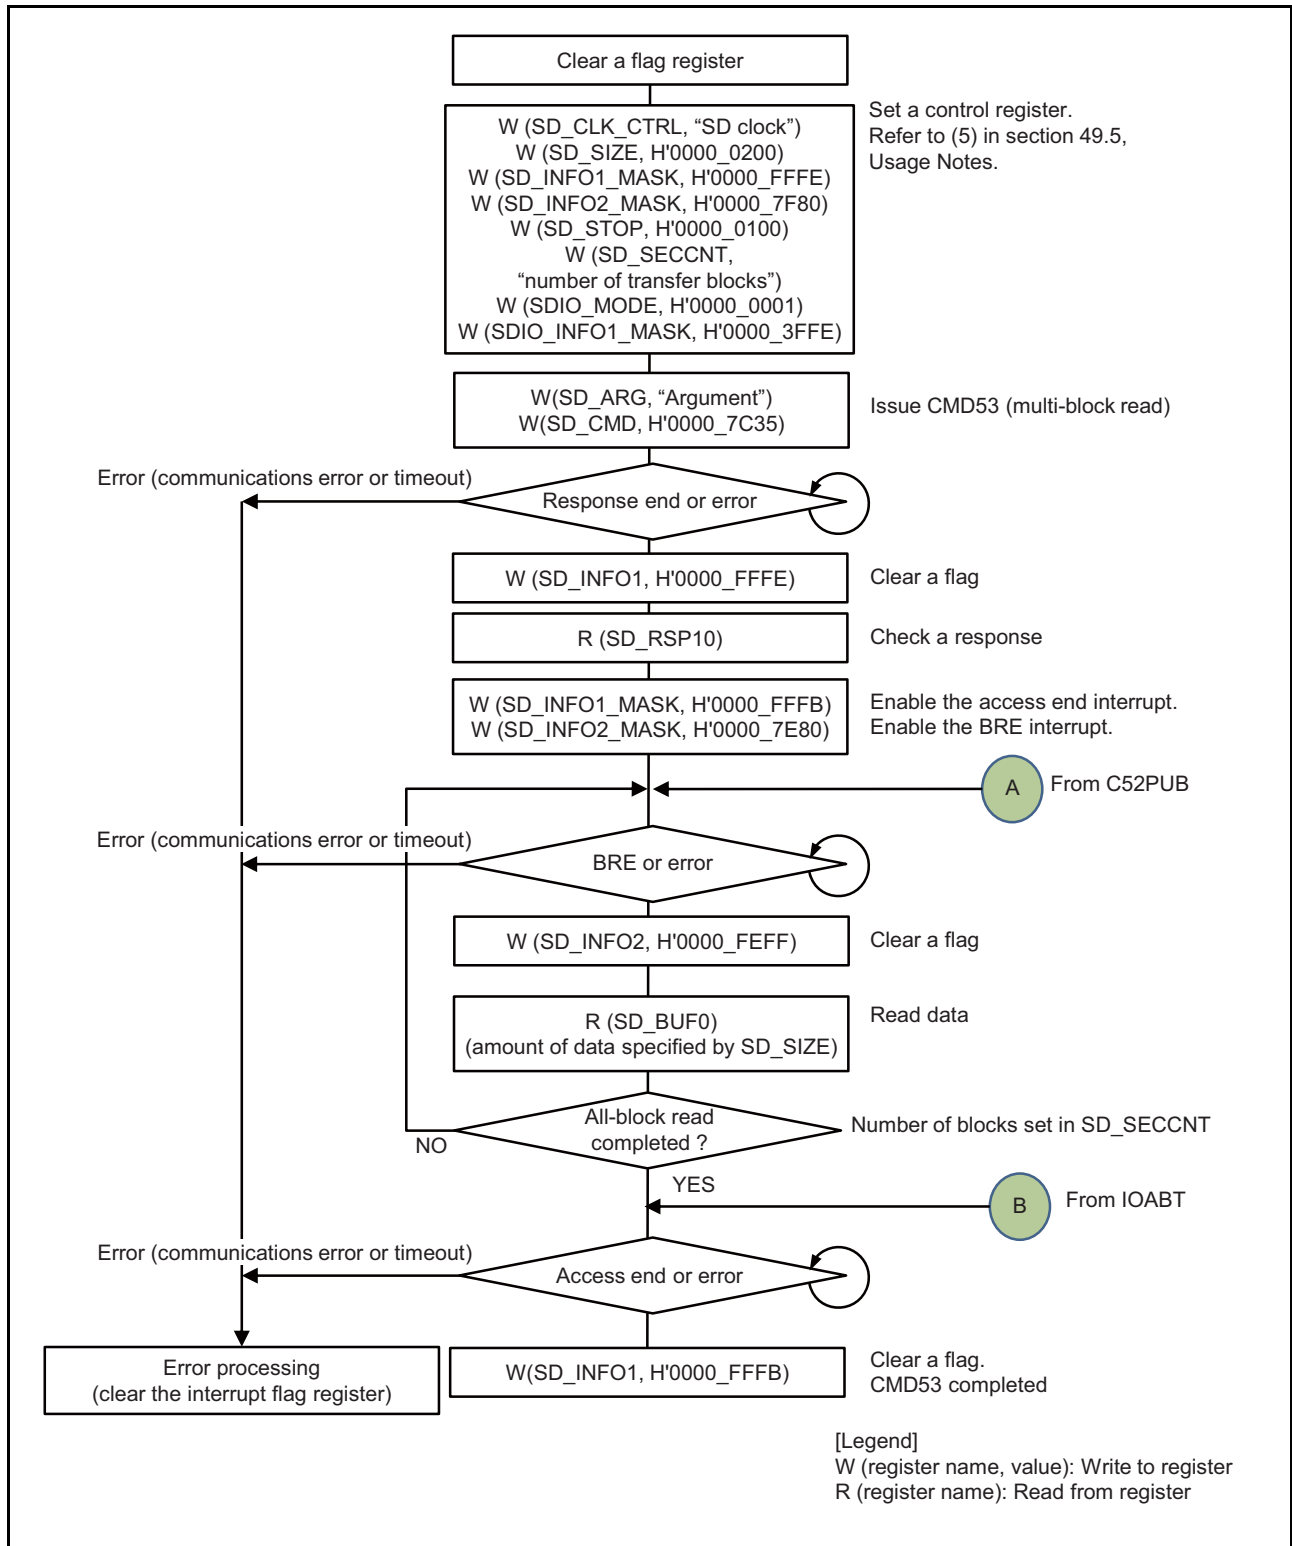 Clear a flag register
W (SD_CLK_CTRL, “SD clock”)
W (SD_SIZE, H'0000_0200)
W (SD_INFO1_MASK, H'0000_FFFE)
W (SD_INFO2_MASK, H'0000_7F80)
W (SD_STOP, H'0000_0100)
W (SD_SECCNT,
“number of transfer blocks”)
W (SDIO_MODE, H'0000_0001)
W (SDIO_INFO1_MASK, H'0000_3FFE)
Set a control register.
Refer to (5) in section 49.5,
Usage Notes.
W(SD_ARG, “Argument”)
W(SD_CMD, H'0000_7C35)
Issue CMD53 (multi-block read)
Error (communications error or timeout)
Response end or error
W (SD_INFO1, H'0000_FFFE)
Clear a flag
R (SD_RSP10)
Check a response
W (SD_INFO1_MASK, H'0000_FFFB)
W (SD_INFO2_MASK, H'0000_7E80)
Enable the access end interrupt.
Enable the BRE interrupt.
A
From C52PUB
Error (communications error or timeout)
BRE or error
W (SD_INFO2, H'0000_FEFF)
Clear a flag
R (SD_BUF0)
(amount of data specified by SD_SIZE)
Read data
All-block read
completed ?
Number of blocks set in SD_SECCNT
NO
YES
B
From IOABT
Error (communications error or timeout)
Access end or error
Error processing
(clear the interrupt flag register)
W(SD_INFO1, H'0000_FFFB)
Clear a flag.
CMD53 completed
[Legend]
W (register name, value): Write to register
R (register name): Read from register